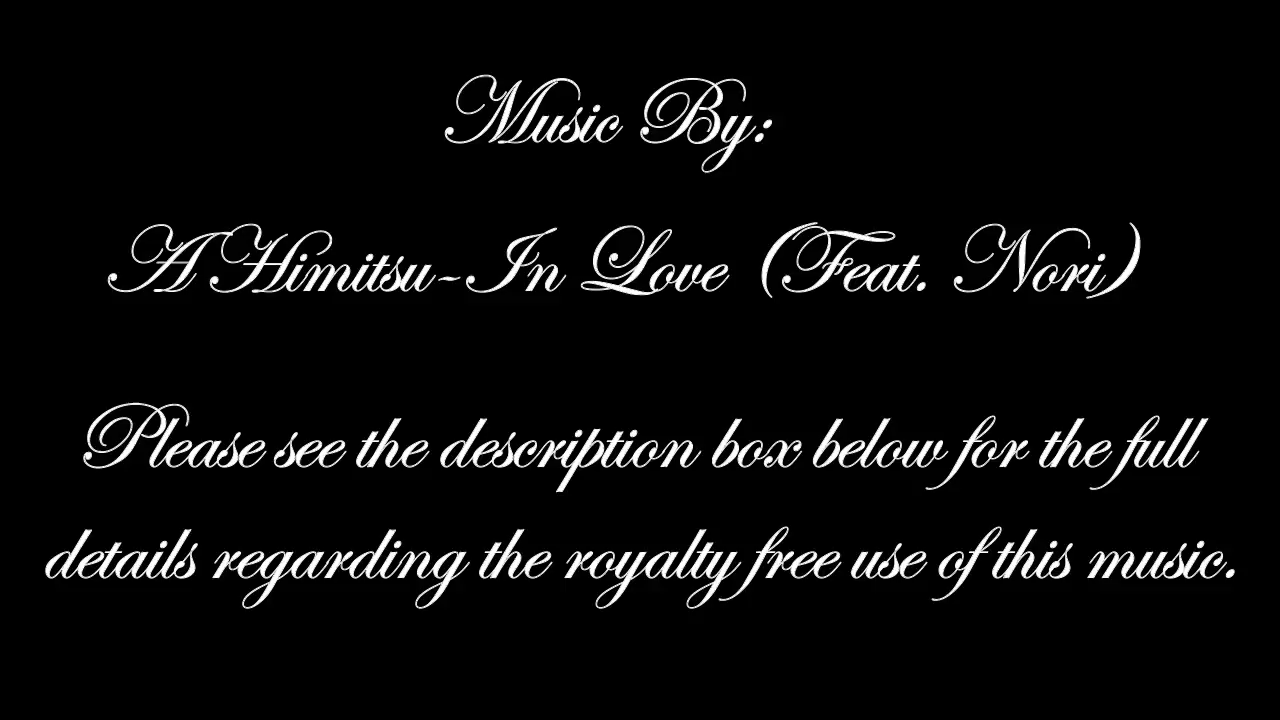 Music By:
A Himitsu-In Love (Feat. Nori)
Please see the description box below for the full
details regarding the royalty free use of this music.